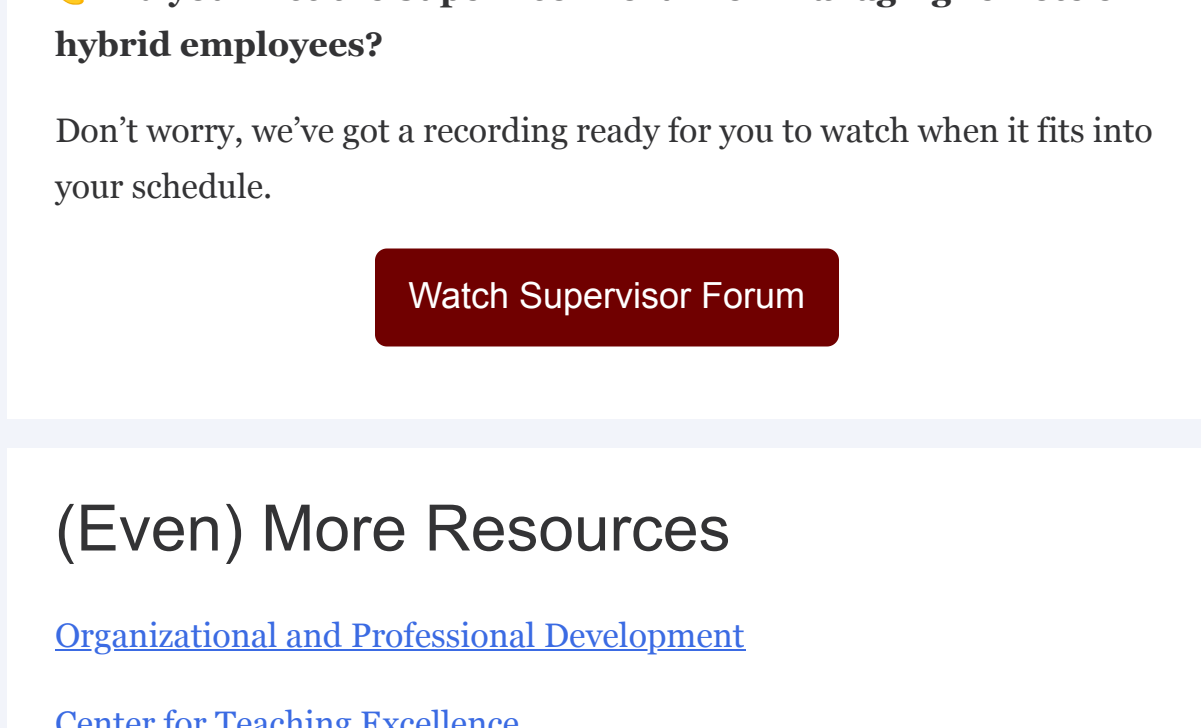 hybrid employees?
Don’t worry, we’ve got a recording ready for you to watch when it fits into
your schedule.
Watch Supervisor Forum
(Even) More Resources
Organizational and Professional Development
Center for Teaching Excellence